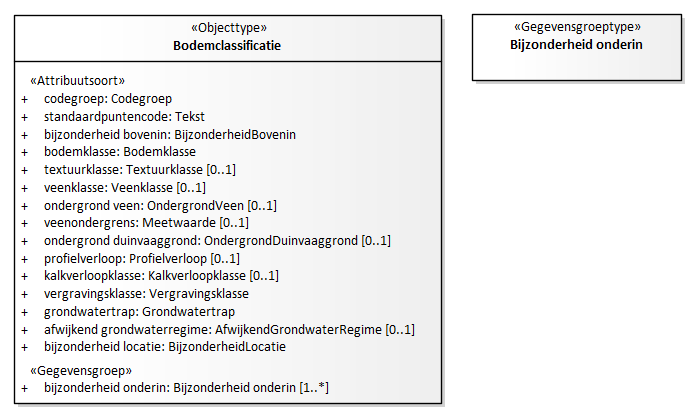 «Objecttype»
Bodemclassificatie
«Attribuutsoort»
+ codegroep: Codegroep
+ standaardpuntencode: Tekst
+ bijzonderheid bovenin: BijzonderheidBovenin
+ bodemklasse: Bodemklasse
+ textuurklasse: Textuurklasse [0..1]
+ veenklasse: Veenklasse [0..1]
+ ondergrond veen: OndergrondVeen [0..1]
+ veenondergrens: Meetwaarde [0..1]
+ ondergrond duinvaaggrond: OndergrondDuinvaaggrond [0..1]
+ profielverloop: Profielverloop [0..1]
+ kalkverloopklasse: Kalkverloopklasse [0..1]
+ vergravingsklasse: Vergravingsklasse
+ grondwatertrap: Grondwatertrap
+ afwijkend grondwaterregime: AfwijkendGrondwaterRegime [0..1]
+ bijzonderheid locatie: BijzonderheidLocatie
«Gegevensgroep»
+ bijzonderheid onderin: Bijzonderheid onderin [1..*]
«Gegevensgroeptype»
Bijzonderheid onderin